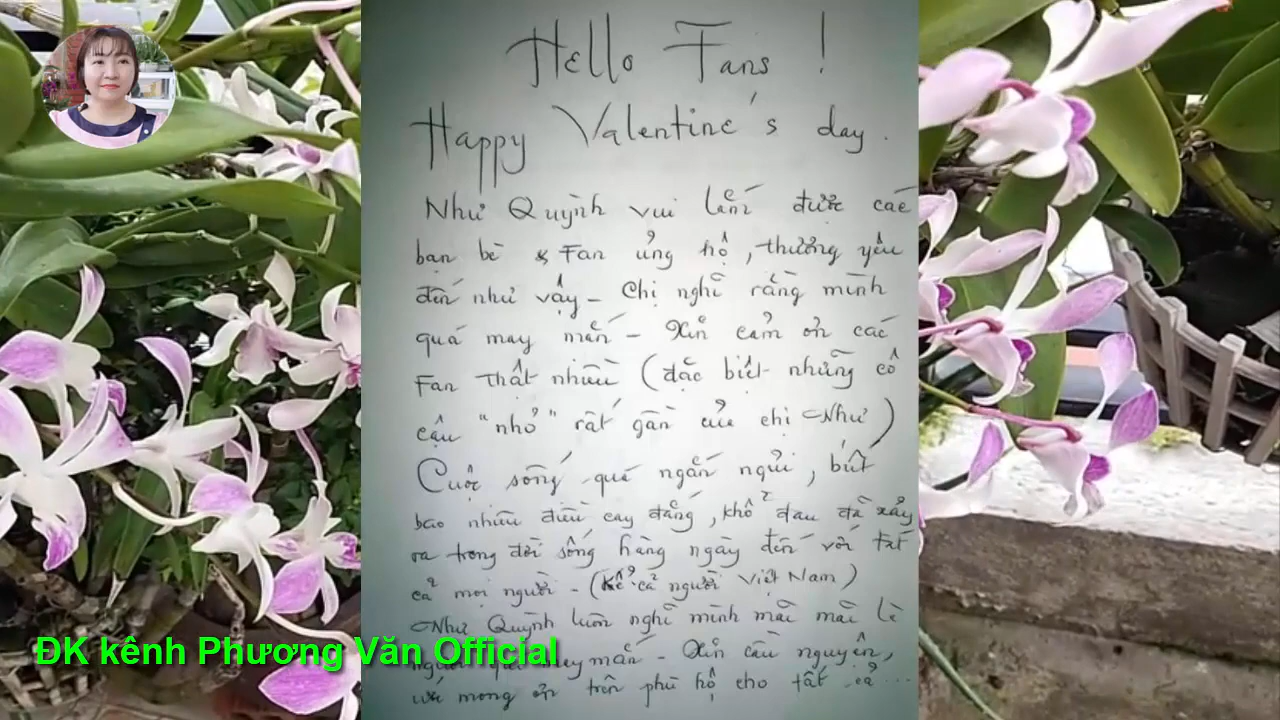 Hello Fans !
Happy Valentine's day.
Như Quỳnh vui lắm được các
bạn bè & Fan ủng hộ, thương yêu
đến như vậy - Chị nghĩ rằng mình
quá may mắn - Xin cảm ơn các
Fan thật nhiều (đặc biệt những cô
cậu "nhỏ" rất gần của chị Như)
Cuộc sống quá ngắn ngủi, biết
bao nhiêu điều cay đắng, khổ đau đã xảy
ra trong đời sống hàng ngày đến với tất
cả mọi người - (kể cả người Việt Nam)
Như Quỳnh luôn nghĩ mình mãi mãi là
may mắn - Xin cầu nguyện,
ước mong ơn trên phù hộ cho tất cả...
ĐK kênh Phương Văn Official